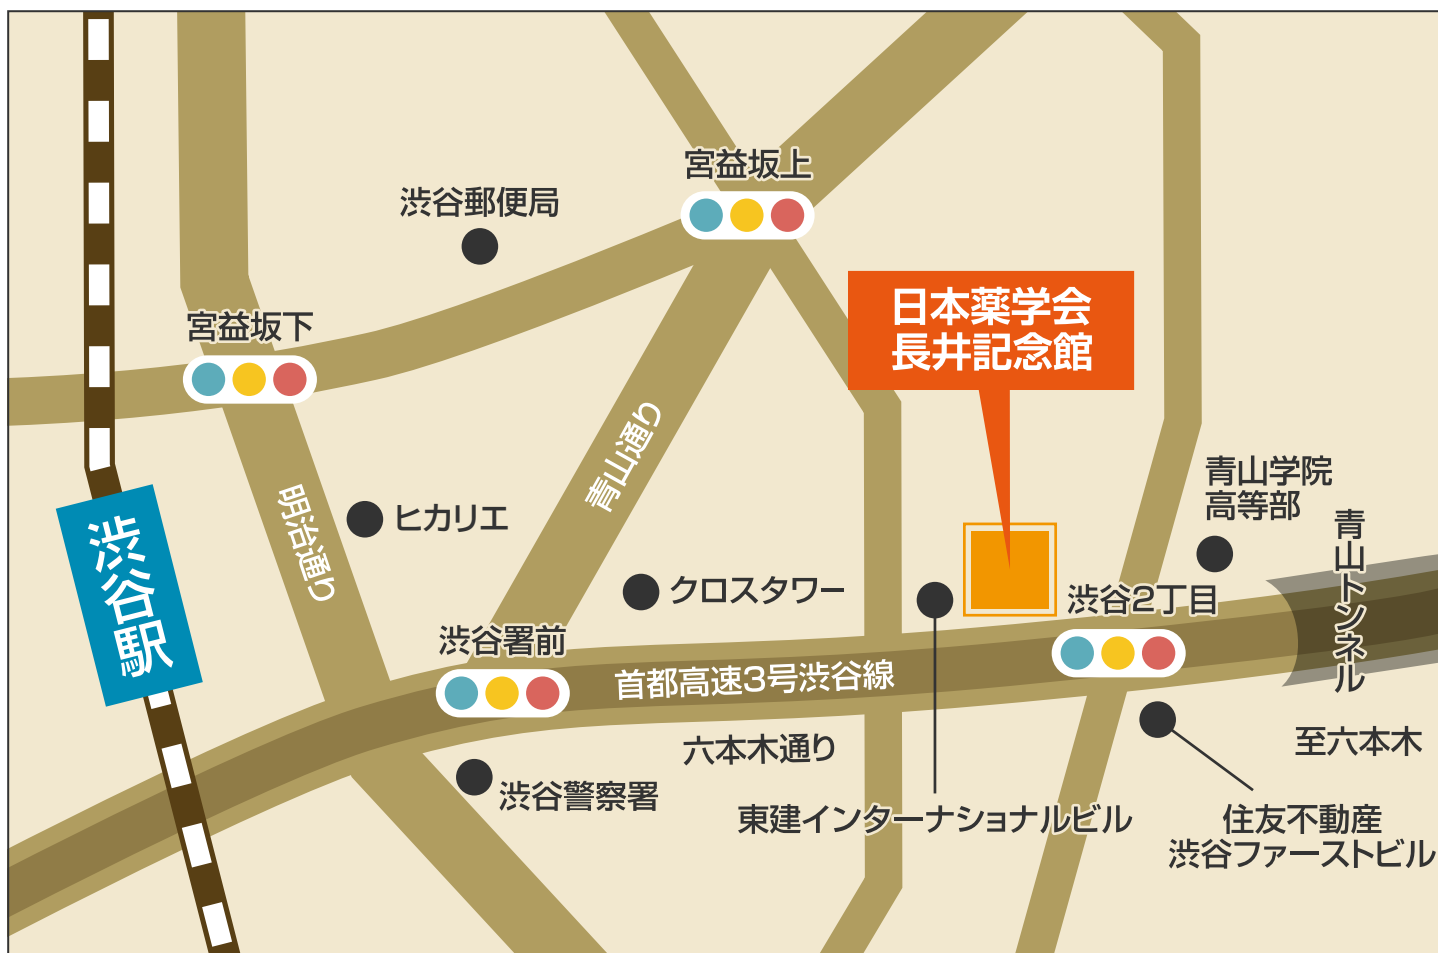 宮益坂上
渋谷郵便局
日本薬学会
長井記念館
宮益坂下
青山通り
明治通り
ヒカリエ
青山学院
高等部
青山トンネル
渋谷駅
クロスタワー
渋谷2丁目
渋谷署前
首都高速3号渋谷線
六本木通り
至六本木
渋谷警察署
東建インターナショナルビル
住友不動産
渋谷ファーストビル